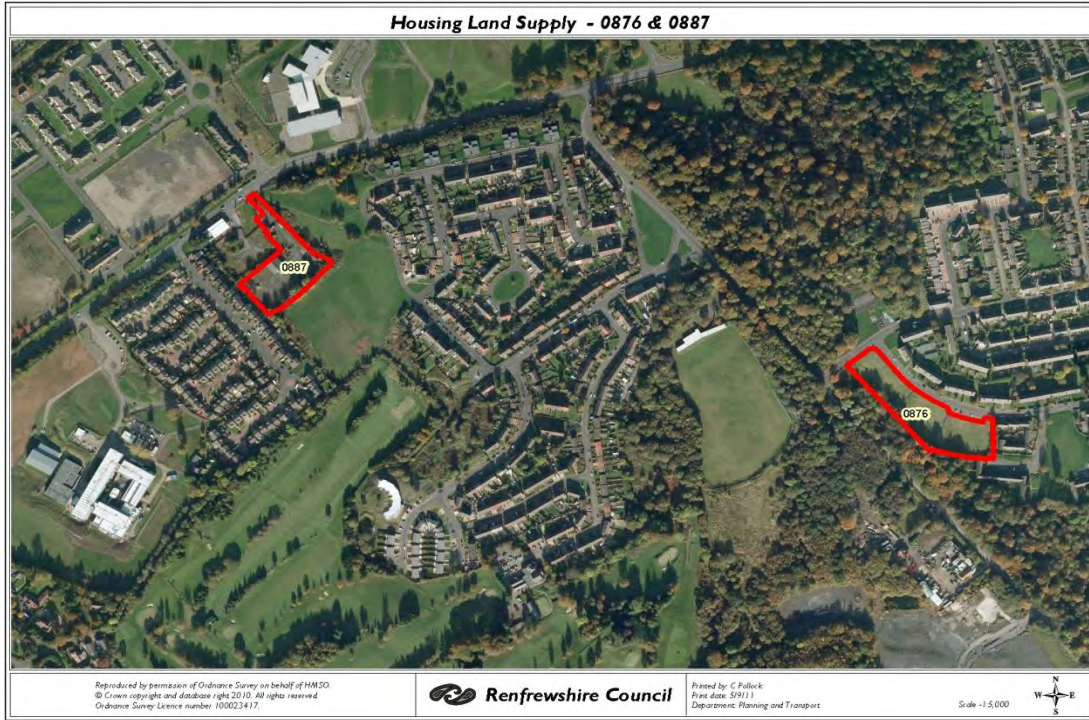 Housing Land Supply - 0876 & 0887
0887
0876
Reproduced by permission of Ordnance Survey on behalf of HMSO.
© Crown copyright and database right 2010. All rights reserved.
Ordnance Survey Licence number 100023417.
Renfrewshire Council
Printed by: C Pollock
Print date: 5/9/11
Department: Planning and Transport
Scale -1:5,000
N
W E
S